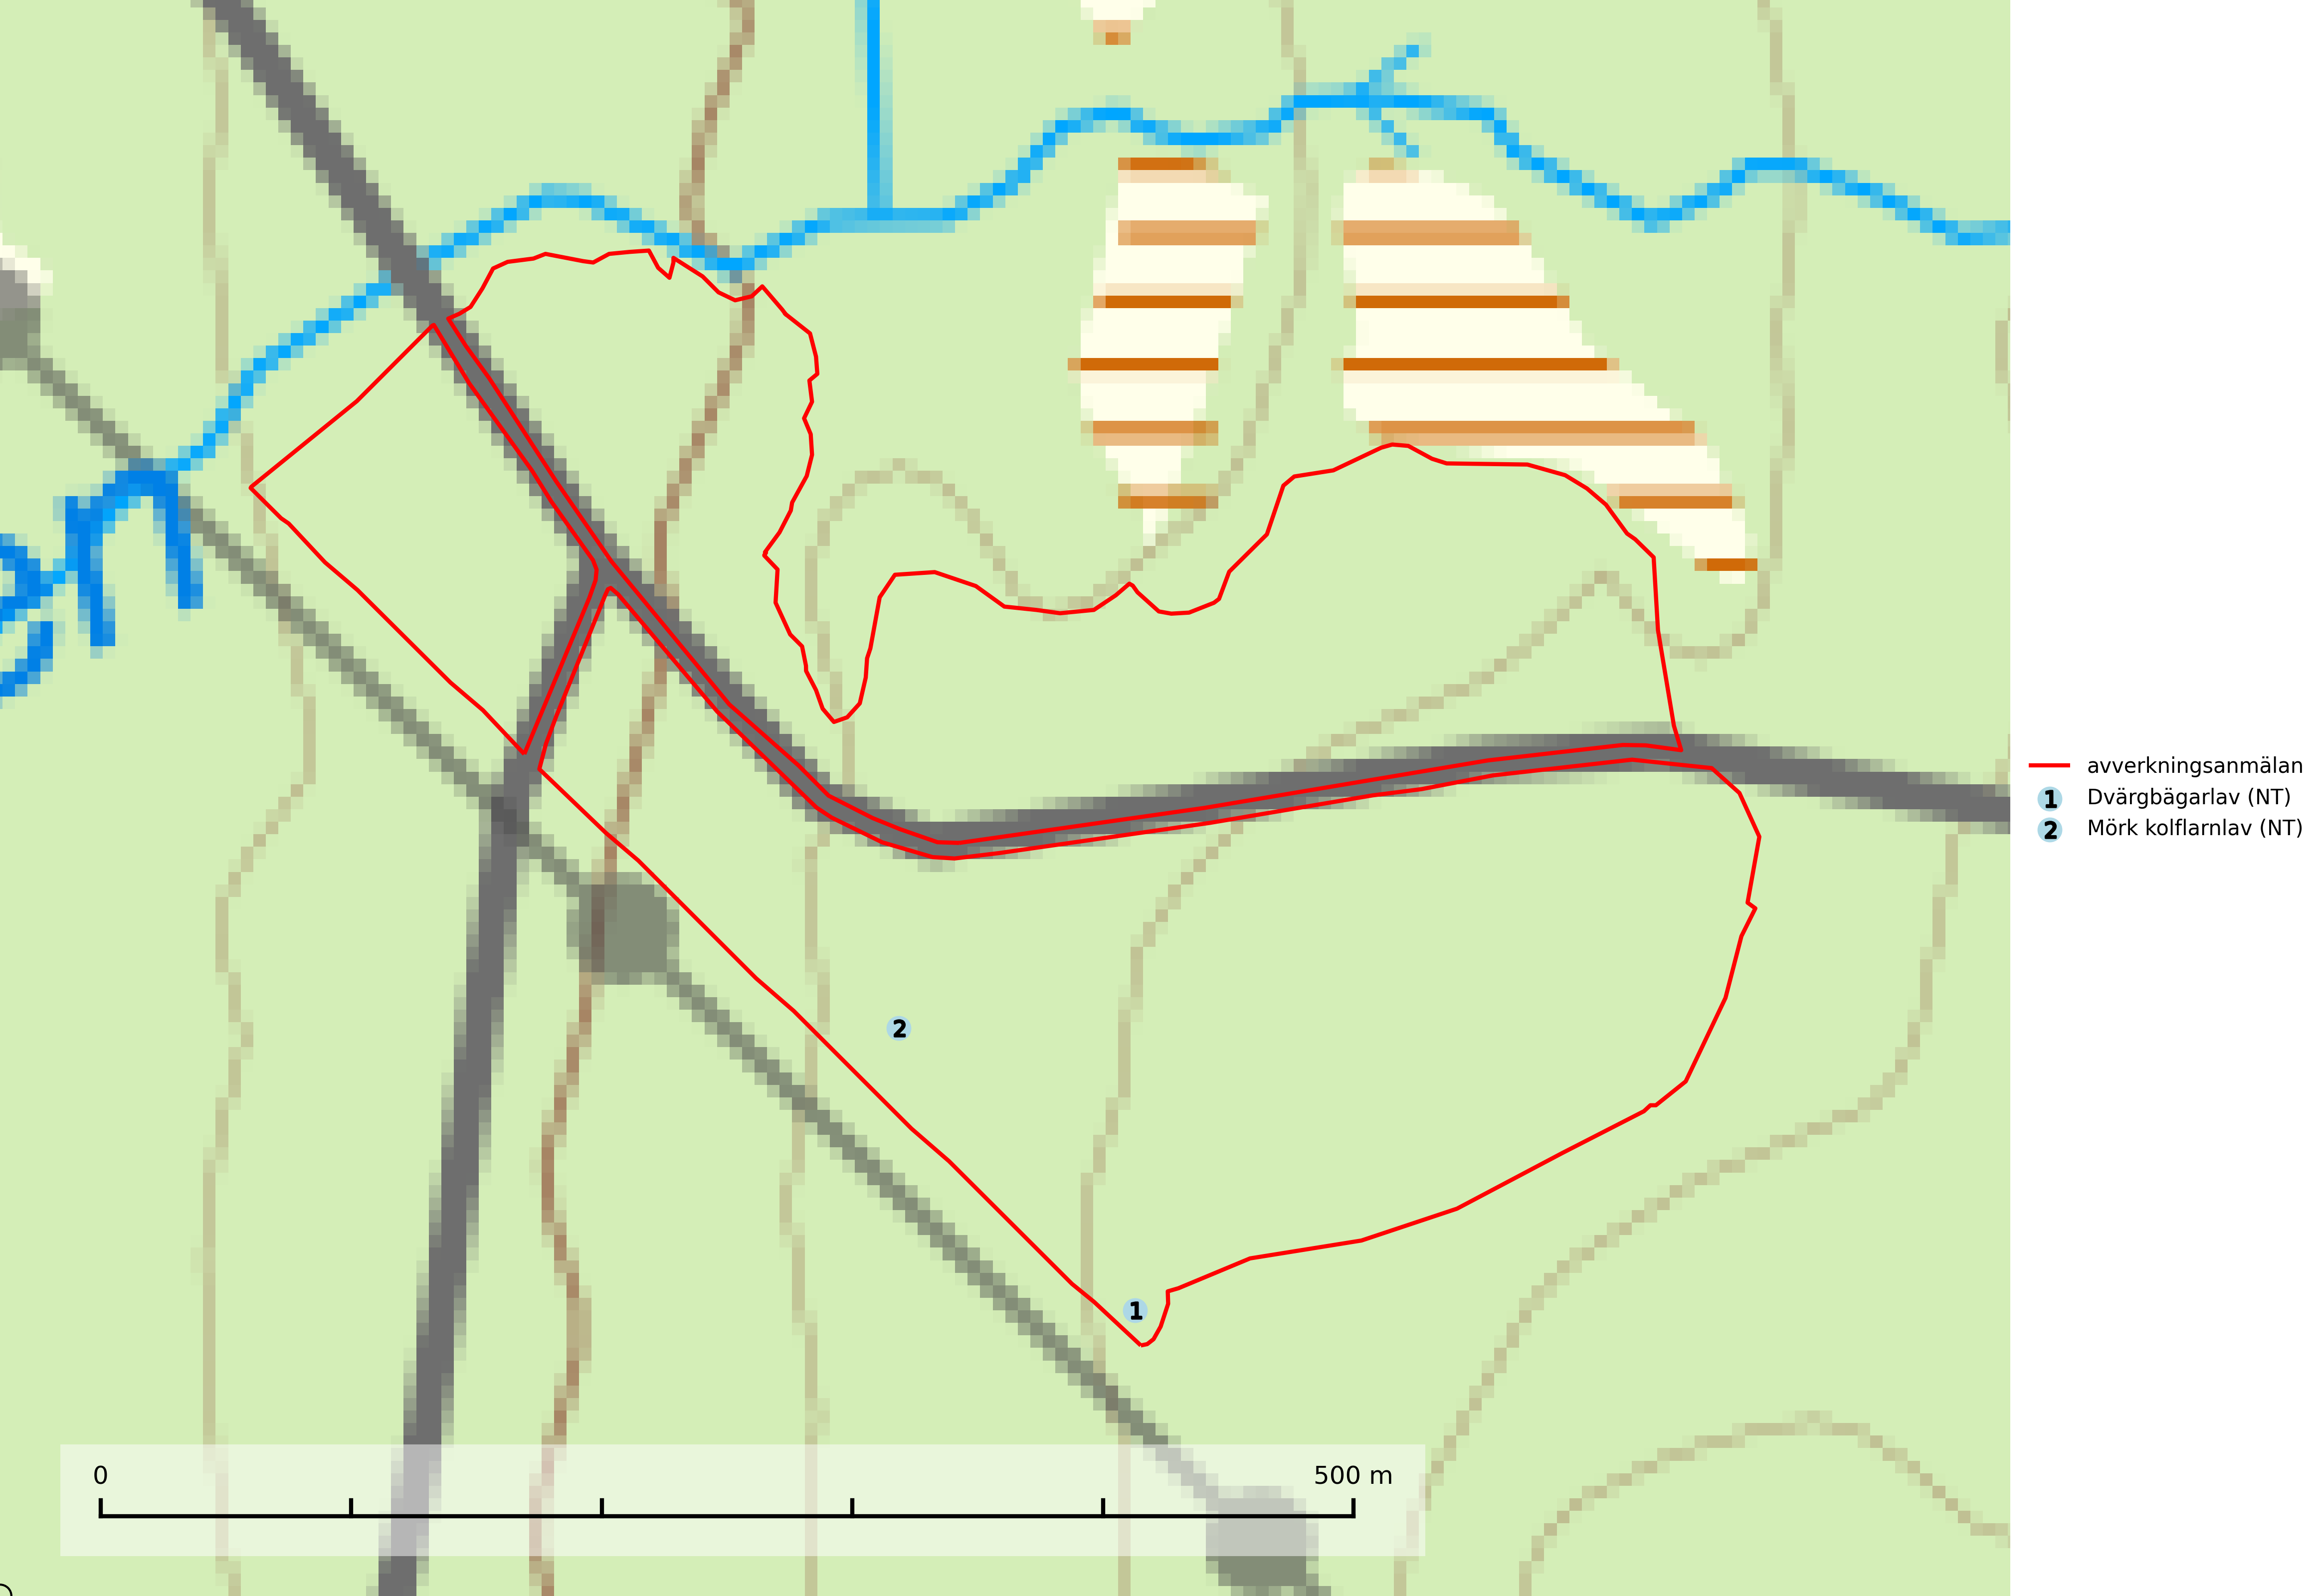 avverkningsanmälan
1 Dvärgbägarlav (NT)
2 Mörk kolflarnlav (NT)
2
1
0 500 m